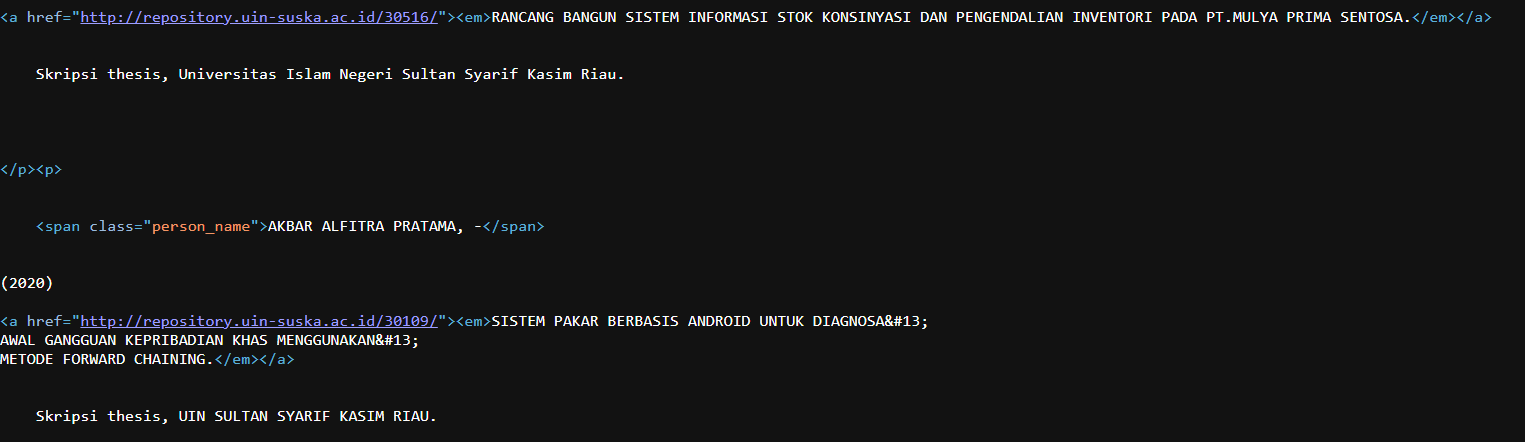 <a href="http://repository.uin-suska.ac.id/30516/"><em>RANCANG BANGUN SISTEM INFORMASI STOK KONSINYASI DAN PENGENDALIAN INVENTORI PADA PT.MULYA PRIMA SENTOSA.</em></a>
Skripsi thesis, Universitas Islam Negeri Sultan Syarif Kasim Riau.
</p><p>
<span class="person_name">AKBAR ALFITRA PRATAMA, -</span>
(2020)
<a href="http://repository.uin-suska.ac.id/30109/"><em>SISTEM PAKAR BERBASIS ANDROID UNTUK DIAGNOSA&#13;
AWAL GANGGUAN KEPRIBADIAN KHAS MENGGUNAKAN&#13;
METODE FORWARD CHAINING.</em></a>
Skripsi thesis, UIN SULTAN SYARIF KASIM RIAU.